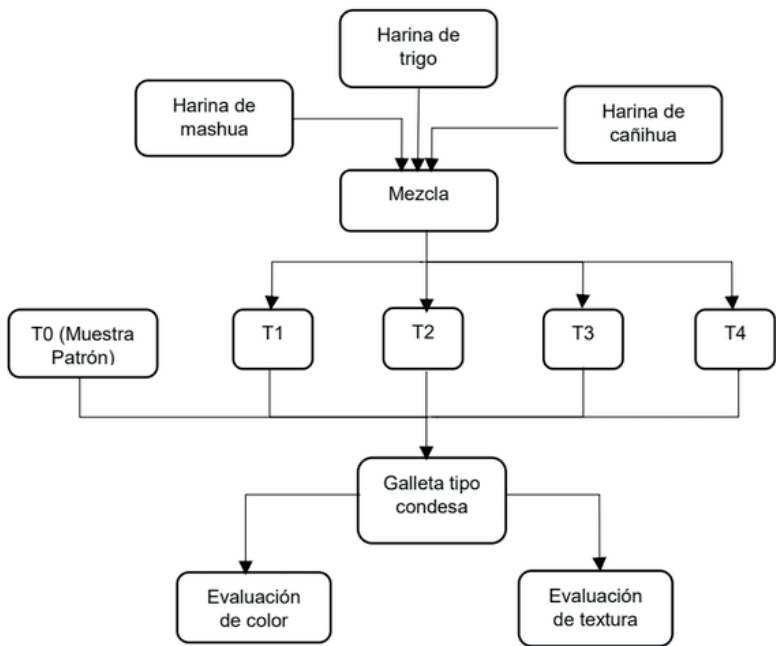 Harina de
trigo
Harina de
mashua
Harina de
cañihua
Mezcla
T0 (Muestra
Patrón)
T1
T2
T3
T4
Galleta tipo
condesa
Evaluación
de color
Evaluación
de textura